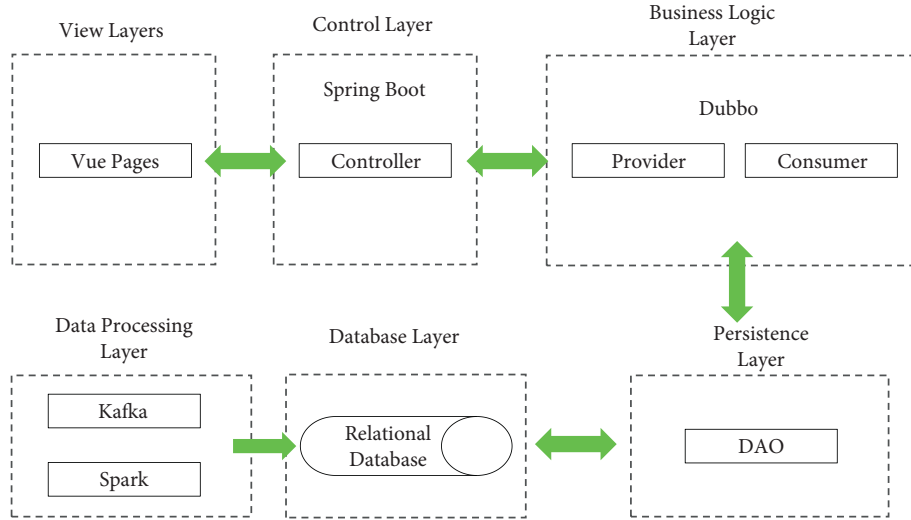 View Layers
Control Layer
Business Logic
Layer
Spring Boot
Dubbo
Vue Pages
Controller
Provider
Consumer
Data Processing
Layer
Database Layer
Persistence
Layer
Kafka
Spark
Relational
Database
DAO